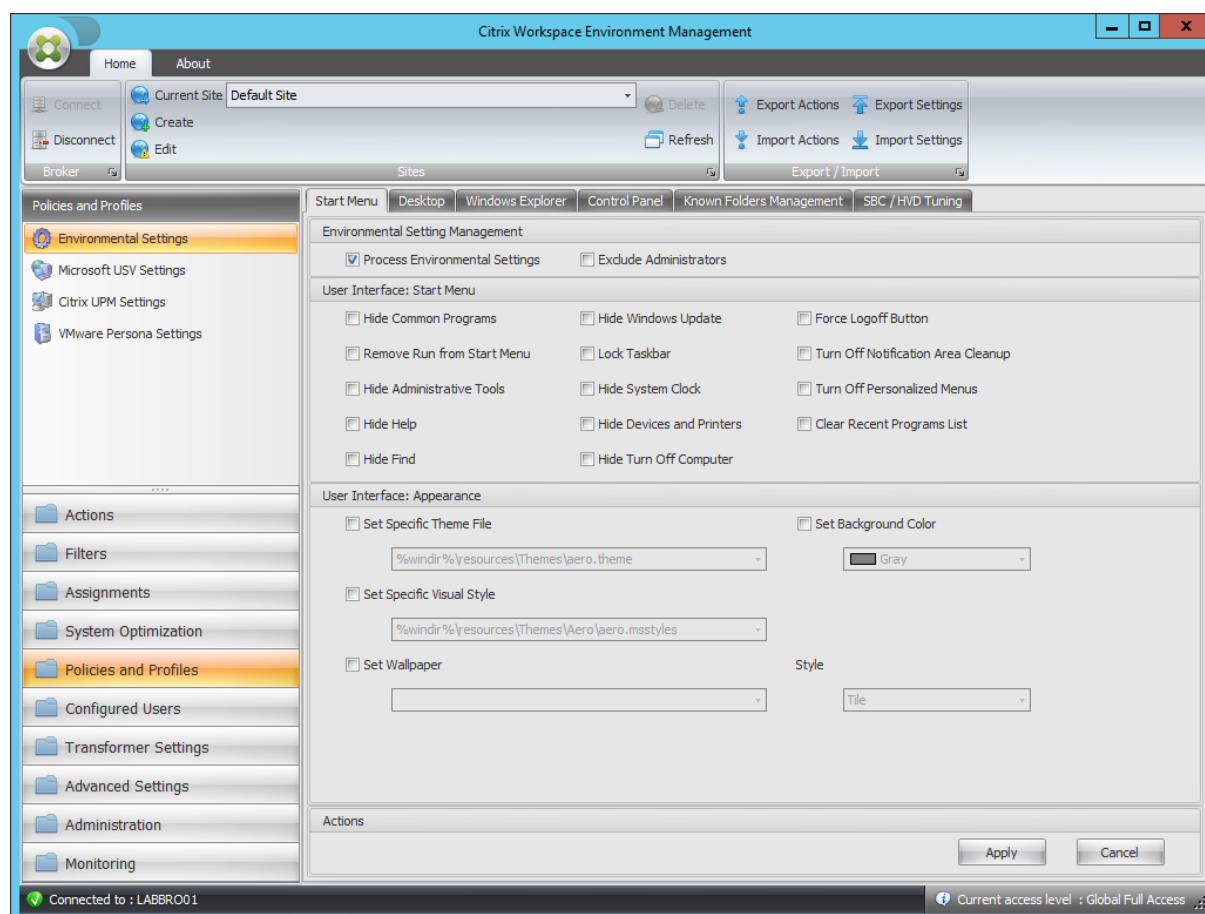 Citrix Workspace Environment Management
Home About
Connect
Disconnect
Broker
Current Site Default Site
Create
Edit
Delete
Refresh
Sites
Export Actions Export Settings
Import Actions Import Settings
Export / Import
Policies and Profiles
Environmental Settings
Microsoft USV Settings
Citrix UPM Settings
VMware Persona Settings
Actions
Filters
Assignments
System Optimization
Policies and Profiles
Configured Users
Transformer Settings
Advanced Settings
Administration
Monitoring
Start Menu Desktop Windows Explorer Control Panel Known Folders Management SBC / HVD Tuning
Environmental Setting Management
Process Environmental Settings Exclude Administrators
User Interface: Start Menu
Hide Common Programs Hide Windows Update Force Logoff Button
Remove Run from Start Menu Lock Taskbar Turn Off Notification Area Cleanup
Hide Administrative Tools Hide System Clock Turn Off Personalized Menus
Hide Help Hide Devices and Printers Clear Recent Programs List
Hide Find Hide Turn Off Computer
User Interface: Appearance
Set Specific Theme File Set Background Color
%windir%\resources\Themes\aero.theme Gray
Set Specific Visual Style
%windir%\resources\Themes\Aero\aero.msstyles
Set Wallpaper Style
Tile
Actions
Apply Cancel
Connected to : LABBRO01 Current access level : Global Full Access